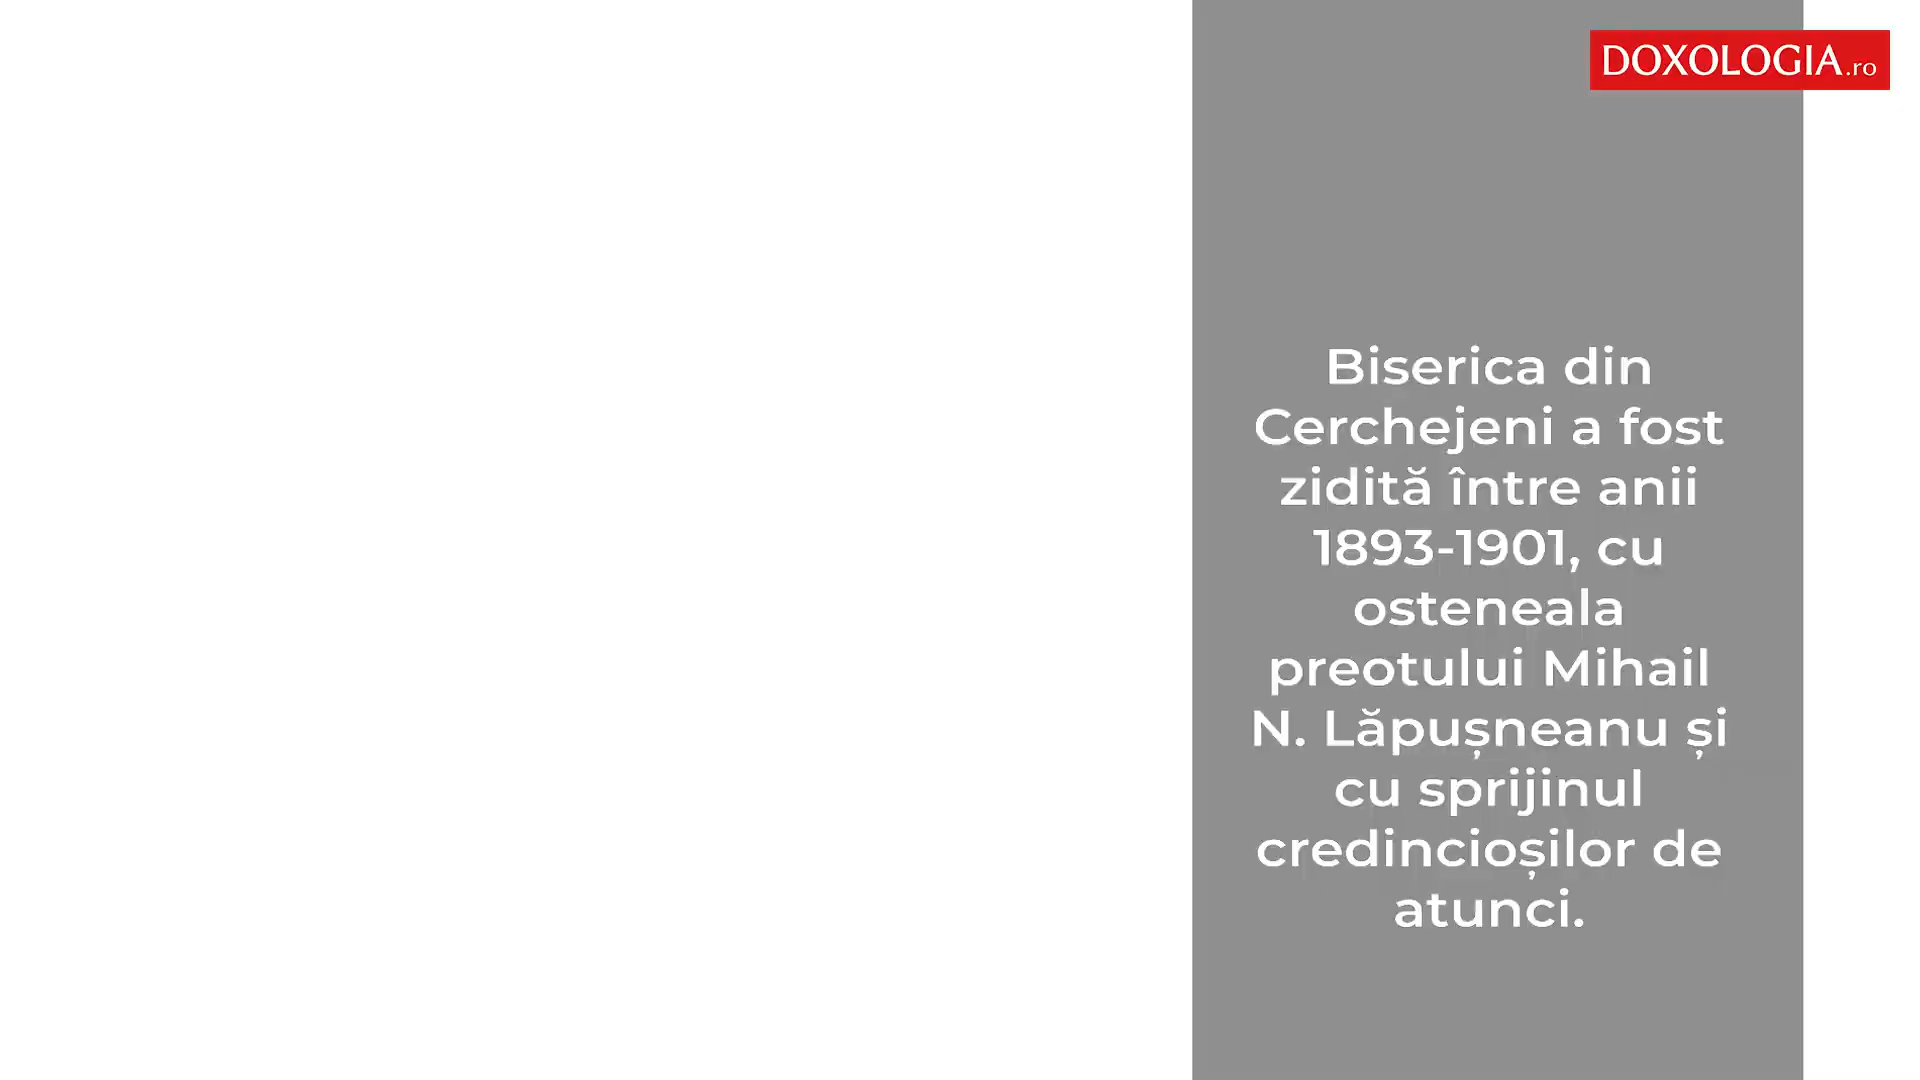 DOXOLOGIA.ro
Biserica din
Cerchejeni a fost
zidită între anii
1893-1901, cu
osteneala
preotului Mihail
N. Lăpușneanu și
cu sprijinul
credincioșilor de
atunci.